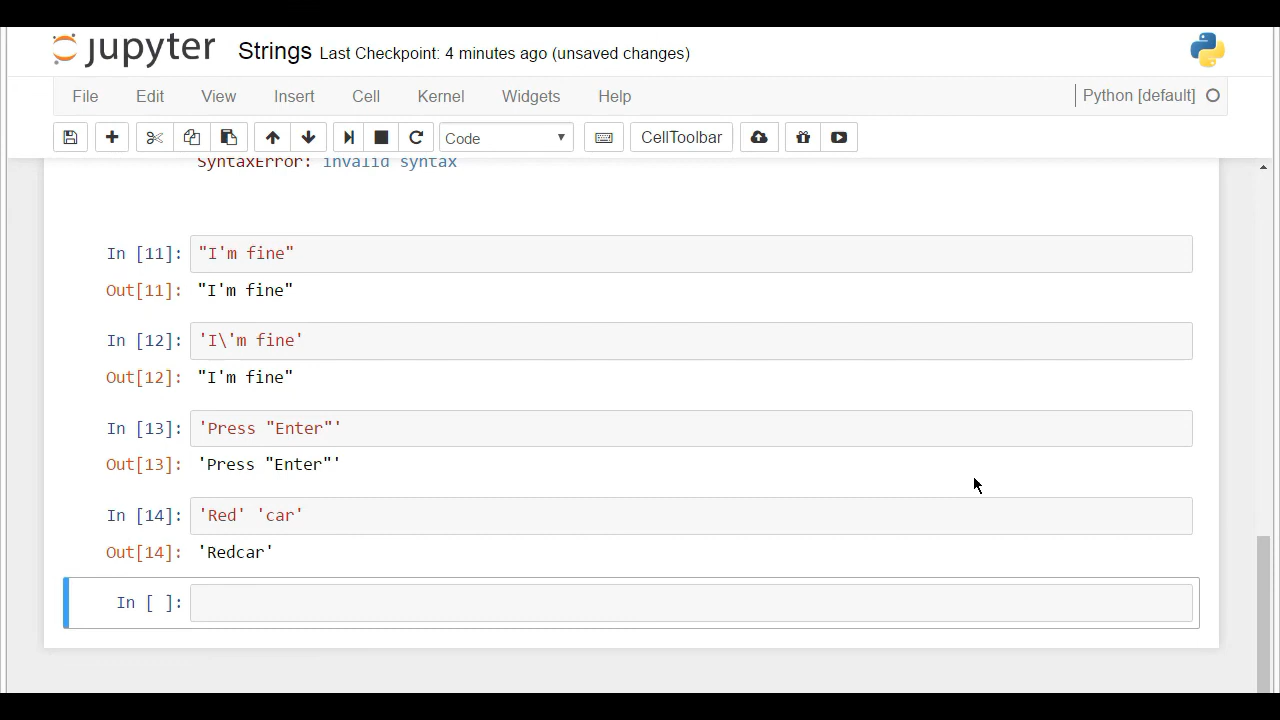 jupyter Strings Last Checkpoint: 4 minutes ago (unsaved changes)
File Edit View Insert Cell Kernel Widgets Help Python [default]
Code CellToolbar
SyntaxError: invalid syntax
In [11]: "I'm fine"
Out[11]: "I'm fine"
In [12]: 'I\'m fine'
Out[12]: "I'm fine"
In [13]: 'Press "Enter"'
Out[13]: 'Press "Enter"'
In [14]: 'Red' 'car'
Out[14]: 'Redcar'
In [ ]: